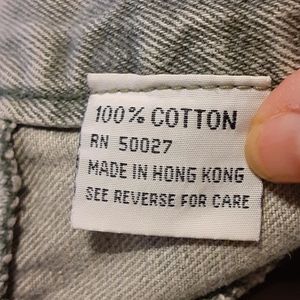 100% COTTON
RN 50027
MADE IN HONG KONG
SEE REVERSE FOR CARE